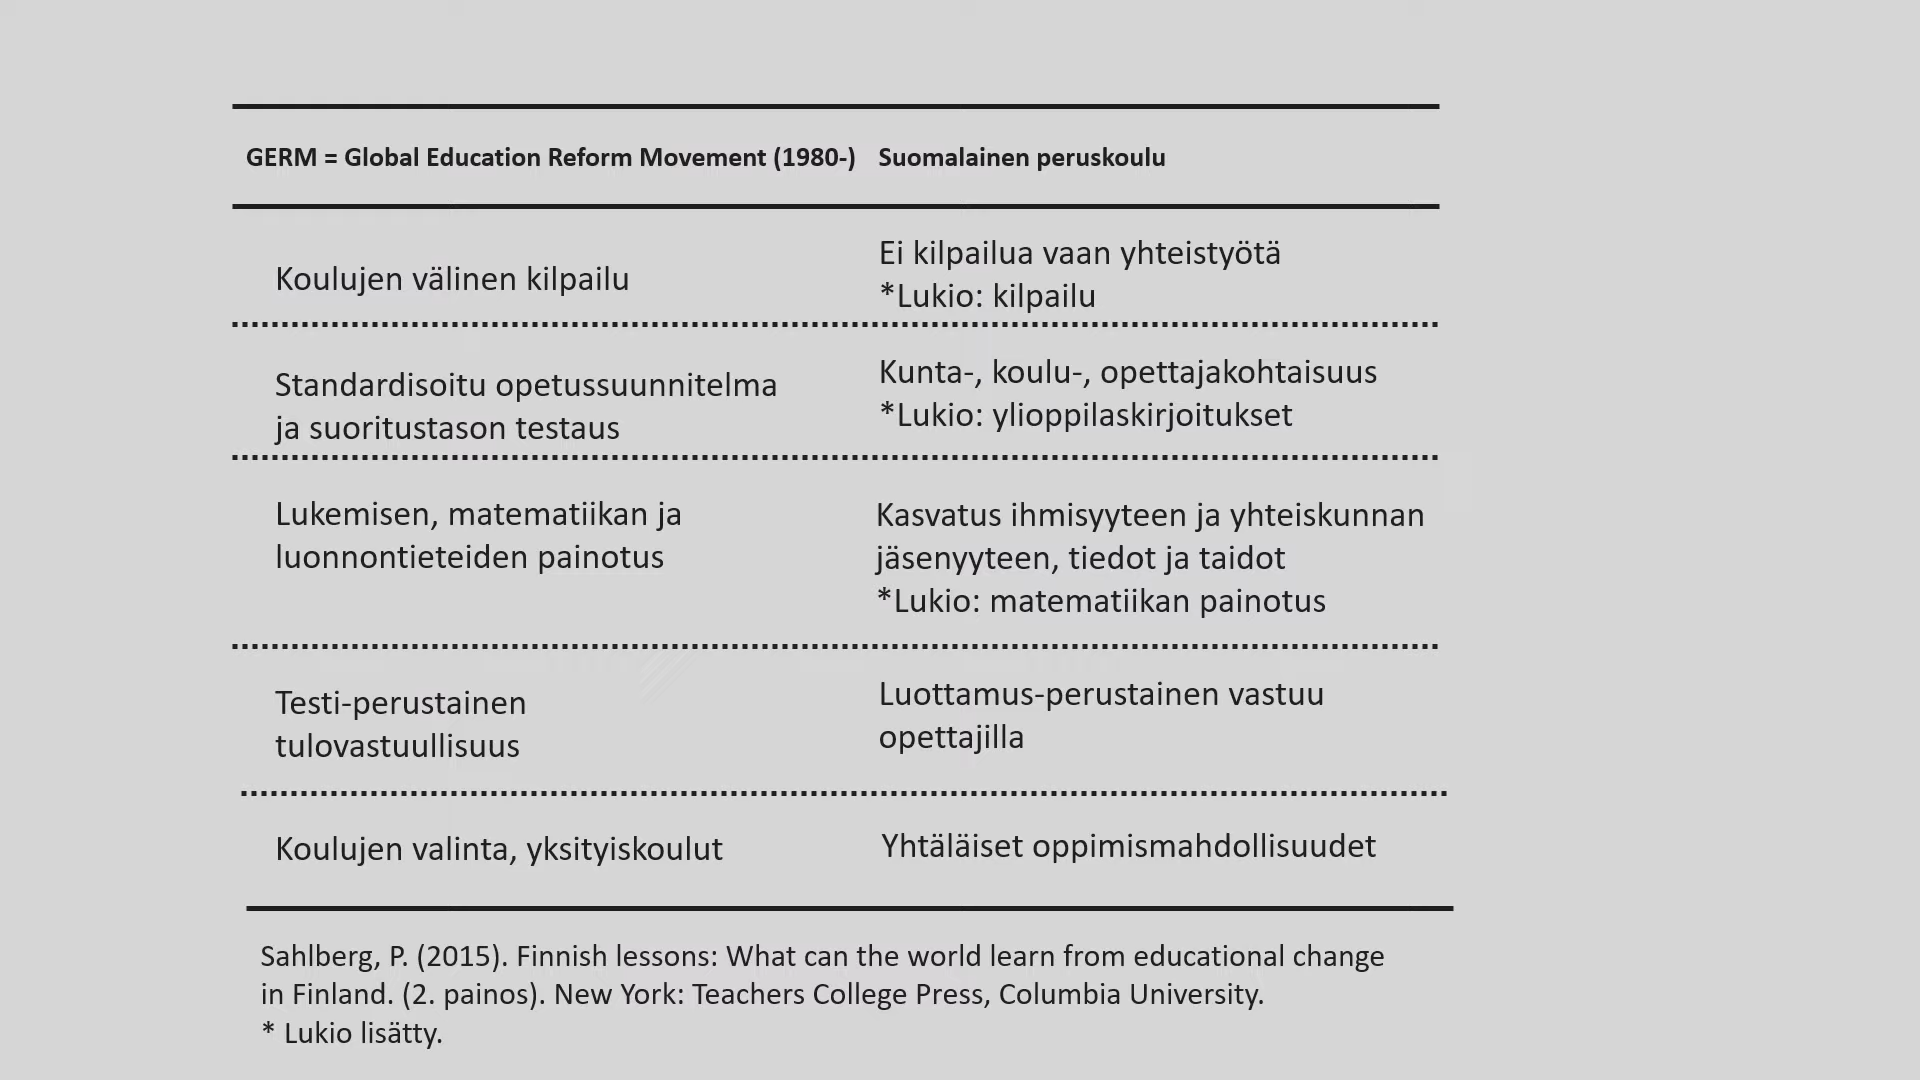 GERM = Global Education Reform Movement (1980-) Suomalainen peruskoulu
Koulujen välinen kilpailu
Ei kilpailua vaan yhteistyötä
*Lukio: kilpailu
Standardisoitu opetussuunnitelma
ja suoritustason testaus
Kunta-, koulu-, opettajakohtaisuus
*Lukio: ylioppilaskirjoitukset
Lukemisen, matematiikan ja
luonnontieteiden painotus
Kasvatus ihmisyyteen ja yhteiskunnan
jäsenyyteen, tiedot ja taidot
*Lukio: matematiikan painotus
Testi-perustainen
tulovastuullisuus
Luottamus-perustainen vastuu
opettajilla
Koulujen valinta, yksityiskoulut
Yhtäläiset oppimismahdollisuudet
Sahlberg, P. (2015). Finnish lessons: What can the world learn from educational change
in Finland. (2. painos). New York: Teachers College Press, Columbia University.
* Lukio lisätty.